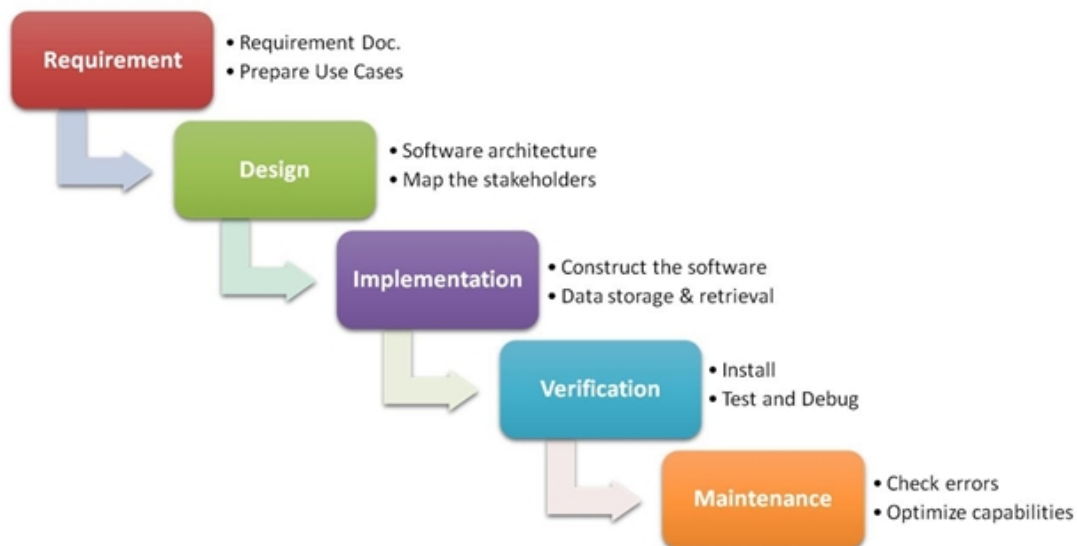 Requirement
• Requirement Doc.
• Prepare Use Cases
Design
• Software architecture
• Map the stakeholders
Implementation
• Construct the software
• Data storage & retrieval
Verification
• Install
• Test and Debug
Maintenance
• Check errors
• Optimize capabilities